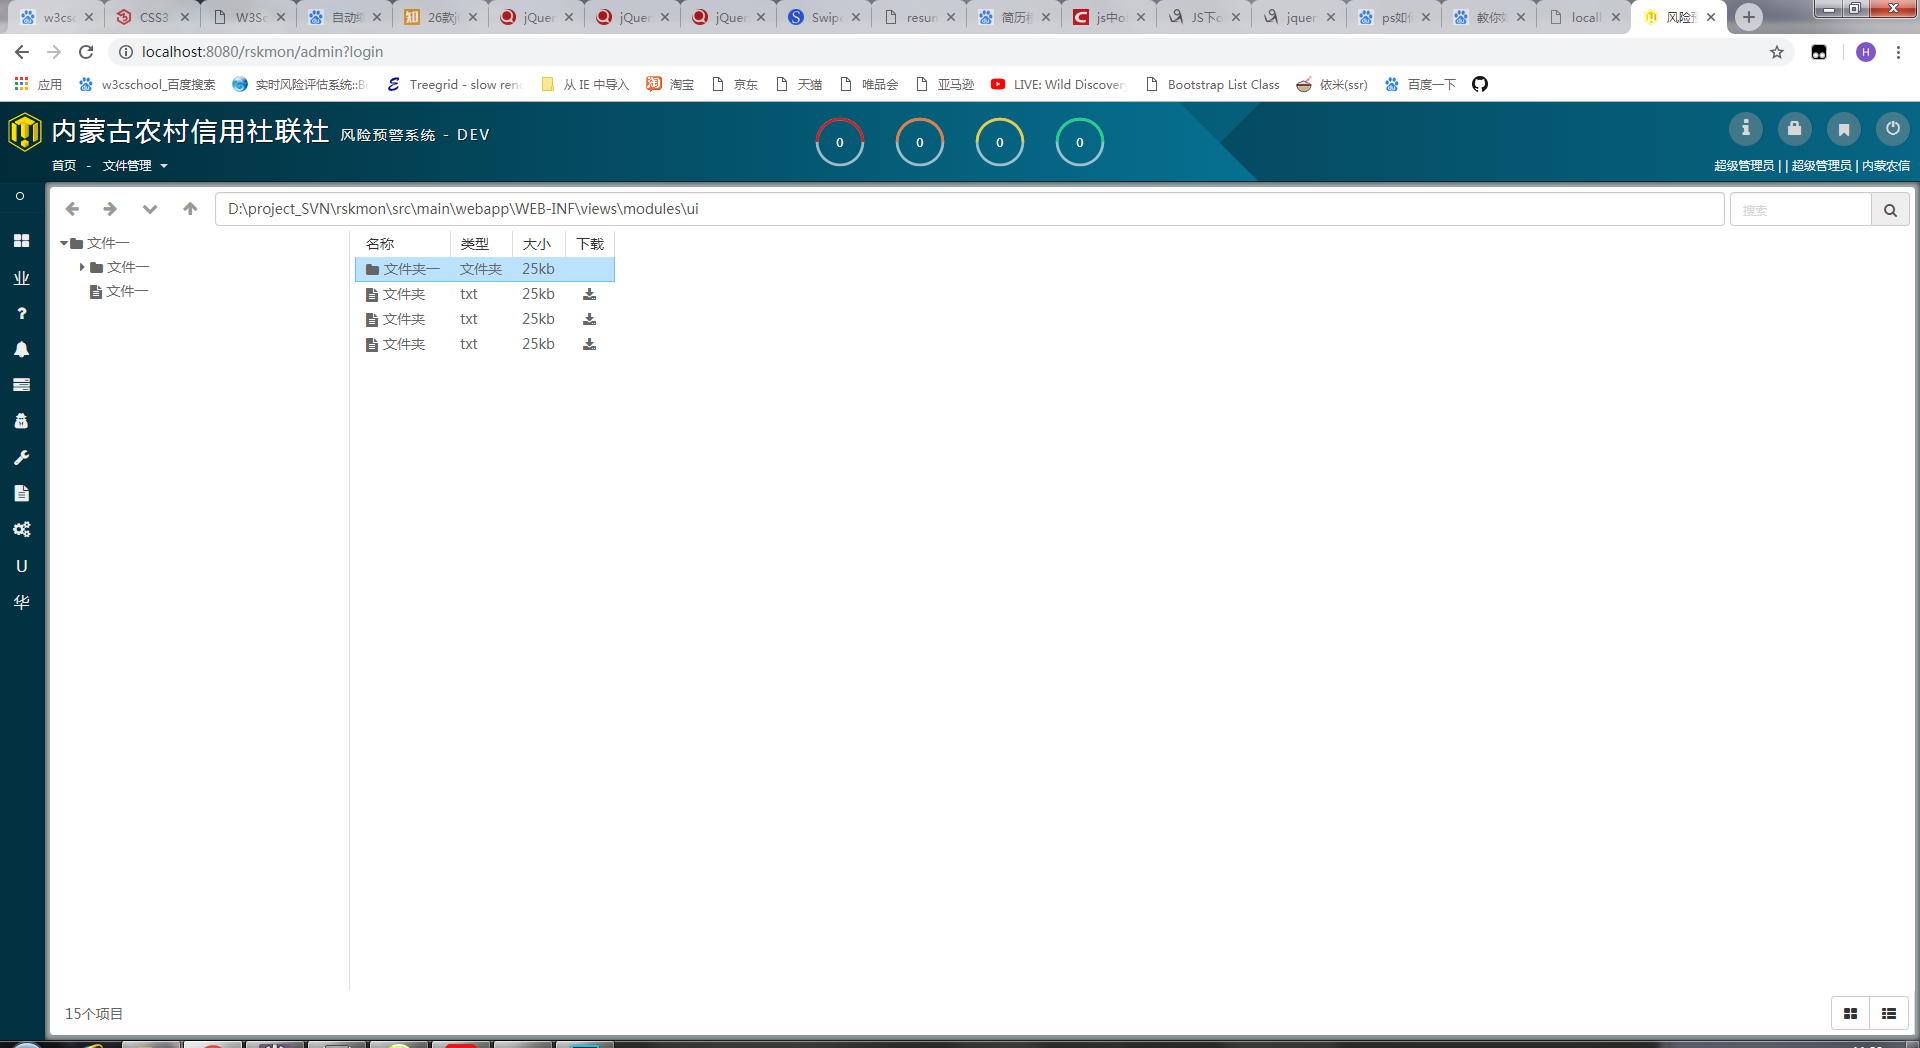 w3cs CSS3 W3Sc 自动 26款j jQuer jQuer jQuer Swip resun 简历 js中o JS下o jquer ps如 教你 locall 风险
localhost:8080/rskmon/admin?login
应用 w3cschool_百度搜索 实时风险评估系统::B Treegrid - slow ren 从 IE 中导入 淘宝 京东 天猫 唯品会 亚马逊 LIVE: Wild Discover Bootstrap List Class 依米(ssr) 百度一下
内蒙古农村信用社联社 风险预警系统 - DEV
0 0 0 0
首页 - 文件管理
超级管理员 | | 超级管理员 | 内蒙农信
D:\project_SVN\rskmon\src\main\webapp\WEB-INF\views\modules\ui
搜索
业
?
U
华
文件一
文件一
文件一
名称 类型 大小 下载
文件夹一 文件夹 25kb
文件夹 txt 25kb
文件夹 txt 25kb
文件夹 txt 25kb
15个项目